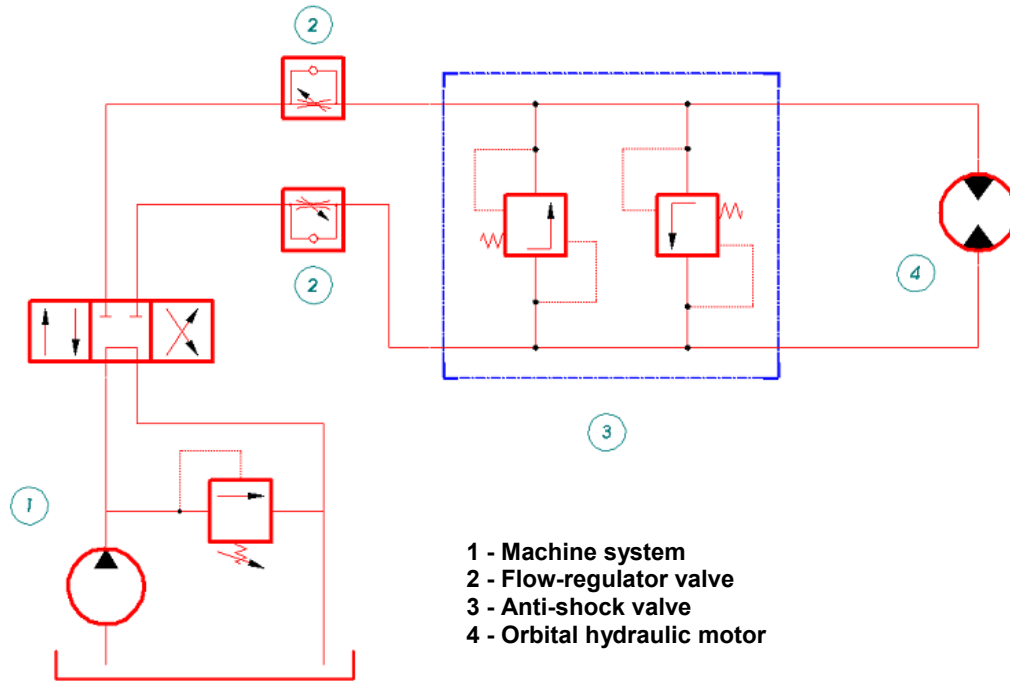 2
2
4
3
1
1 - Machine system
2 - Flow-regulator valve
3 - Anti-shock valve
4 - Orbital hydraulic motor